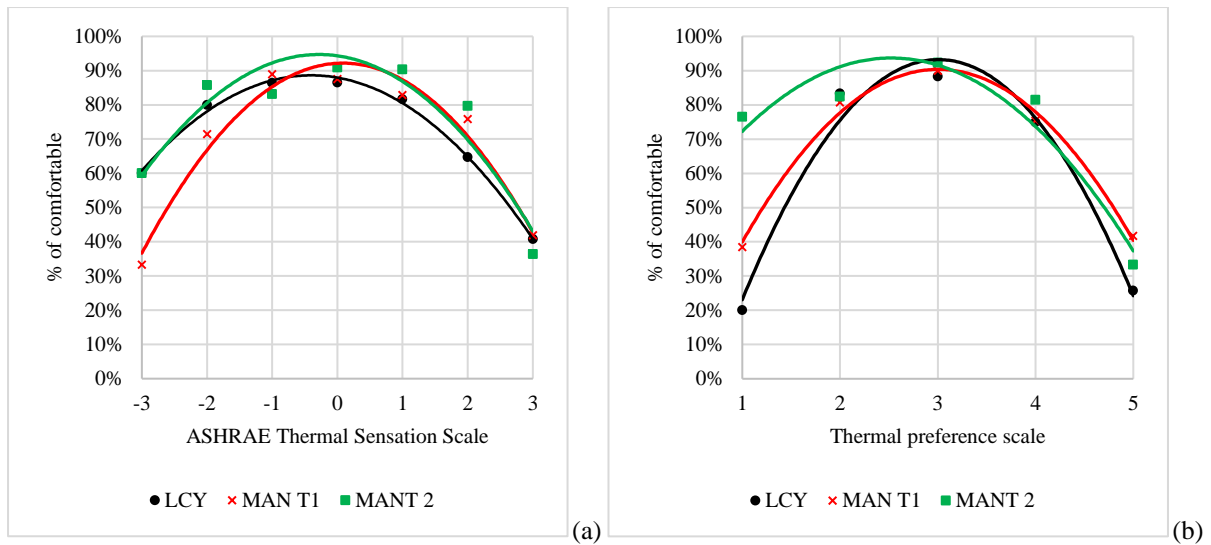 100%
90%
80%
70%
60%
50%
40%
30%
20%
10%
0%
% of comfortable
-3 -2 -1 0 1 2 3
ASHRAE Thermal Sensation Scale
LCY MAN T1 MANT 2
(a)
100%
90%
80%
70%
60%
50%
40%
30%
20%
10%
0%
% of comfortable
1 2 3 4 5
Thermal preference scale
LCY MAN T1 MANT 2
(b)